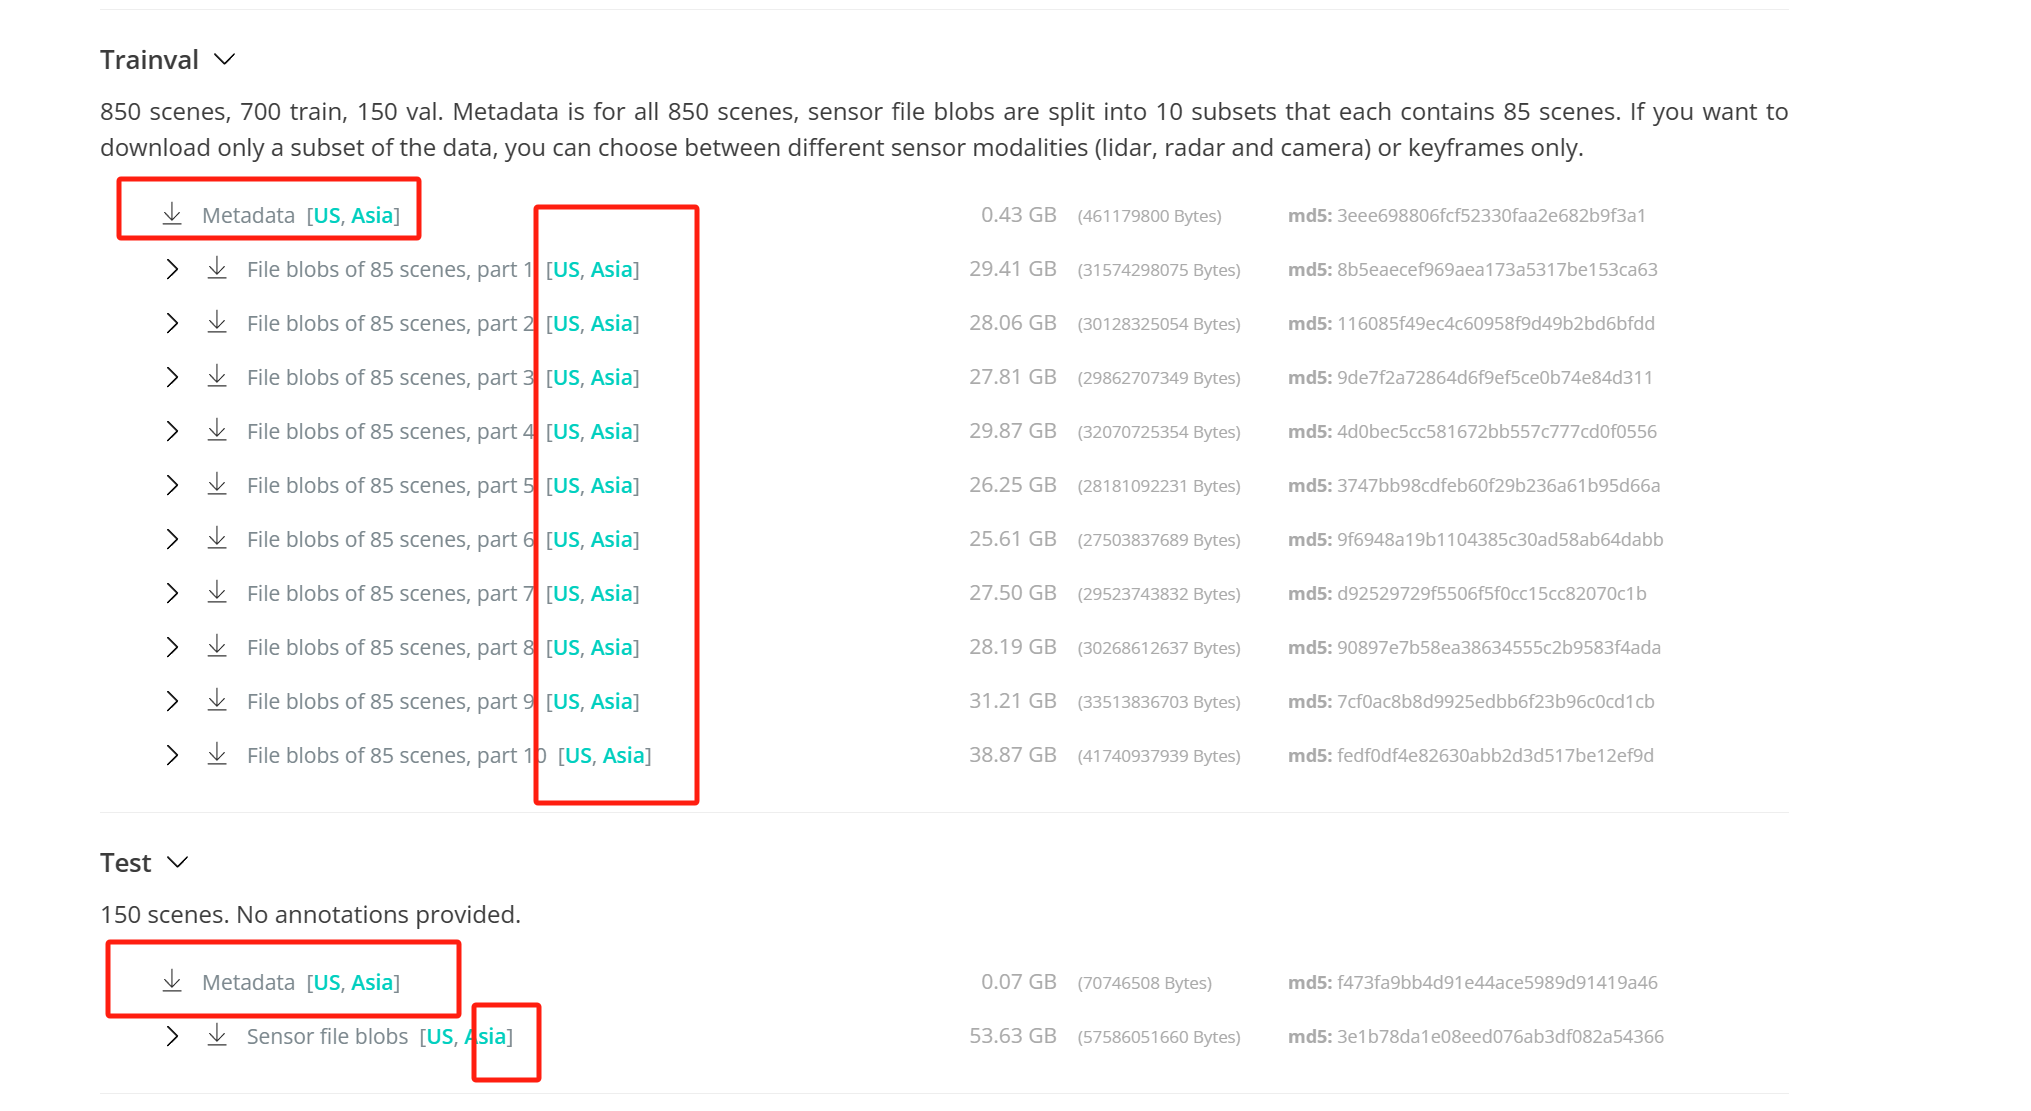 Trainval
850 scenes, 700 train, 150 val. Metadata is for all 850 scenes, sensor file blobs are split into 10 subsets that each contains 85 scenes. If you want to
download only a subset of the data, you can choose between different sensor modalities (lidar, radar and camera) or keyframes only.
Metadata [US, Asia] 0.43 GB (461179800 Bytes) md5: 3eee698806fcf52330faa2e682b9f3a1
File blobs of 85 scenes, part 1 [US, Asia] 29.41 GB (31574298075 Bytes) md5: 8b5eaecef969aea173a5317be153ca63
File blobs of 85 scenes, part 2 [US, Asia] 28.06 GB (30128325054 Bytes) md5: 116085f49ec4c60958f9d49b2bd6bfdd
File blobs of 85 scenes, part 3 [US, Asia] 27.81 GB (29862707349 Bytes) md5: 9de7f2a72864d6f9ef5ce0b74e84d311
File blobs of 85 scenes, part 4 [US, Asia] 29.87 GB (32070725354 Bytes) md5: 4d0bec5cc581672bb557c777cd0f0556
File blobs of 85 scenes, part 5 [US, Asia] 26.25 GB (28181092231 Bytes) md5: 3747bb98cdfeb60f29b236a61b95d66a
File blobs of 85 scenes, part 6 [US, Asia] 25.61 GB (27503837689 Bytes) md5: 9f6948a19b1104385c30ad58ab64dabb
File blobs of 85 scenes, part 7 [US, Asia] 27.50 GB (29523743832 Bytes) md5: d92529729f5506f5f0cc15cc82070c1b
File blobs of 85 scenes, part 8 [US, Asia] 28.19 GB (30268612637 Bytes) md5: 90897e7b58ea38634555c2b9583f4ada
File blobs of 85 scenes, part 9 [US, Asia] 31.21 GB (33513836703 Bytes) md5: 7cf0ac8b8d9925edbb6f23b96c0cd1cb
File blobs of 85 scenes, part 10 [US, Asia] 38.87 GB (41740937939 Bytes) md5: fedf0df4e82630abb2d3d517be12ef9d
Test
150 scenes. No annotations provided.
Metadata [US, Asia] 0.07 GB (70746508 Bytes) md5: f473fa9bb4d91e44ace5989d91419a46
Sensor file blobs [US, Asia] 53.63 GB (57586051660 Bytes) md5: 3e1b78da1e08eed076ab3df082a54366